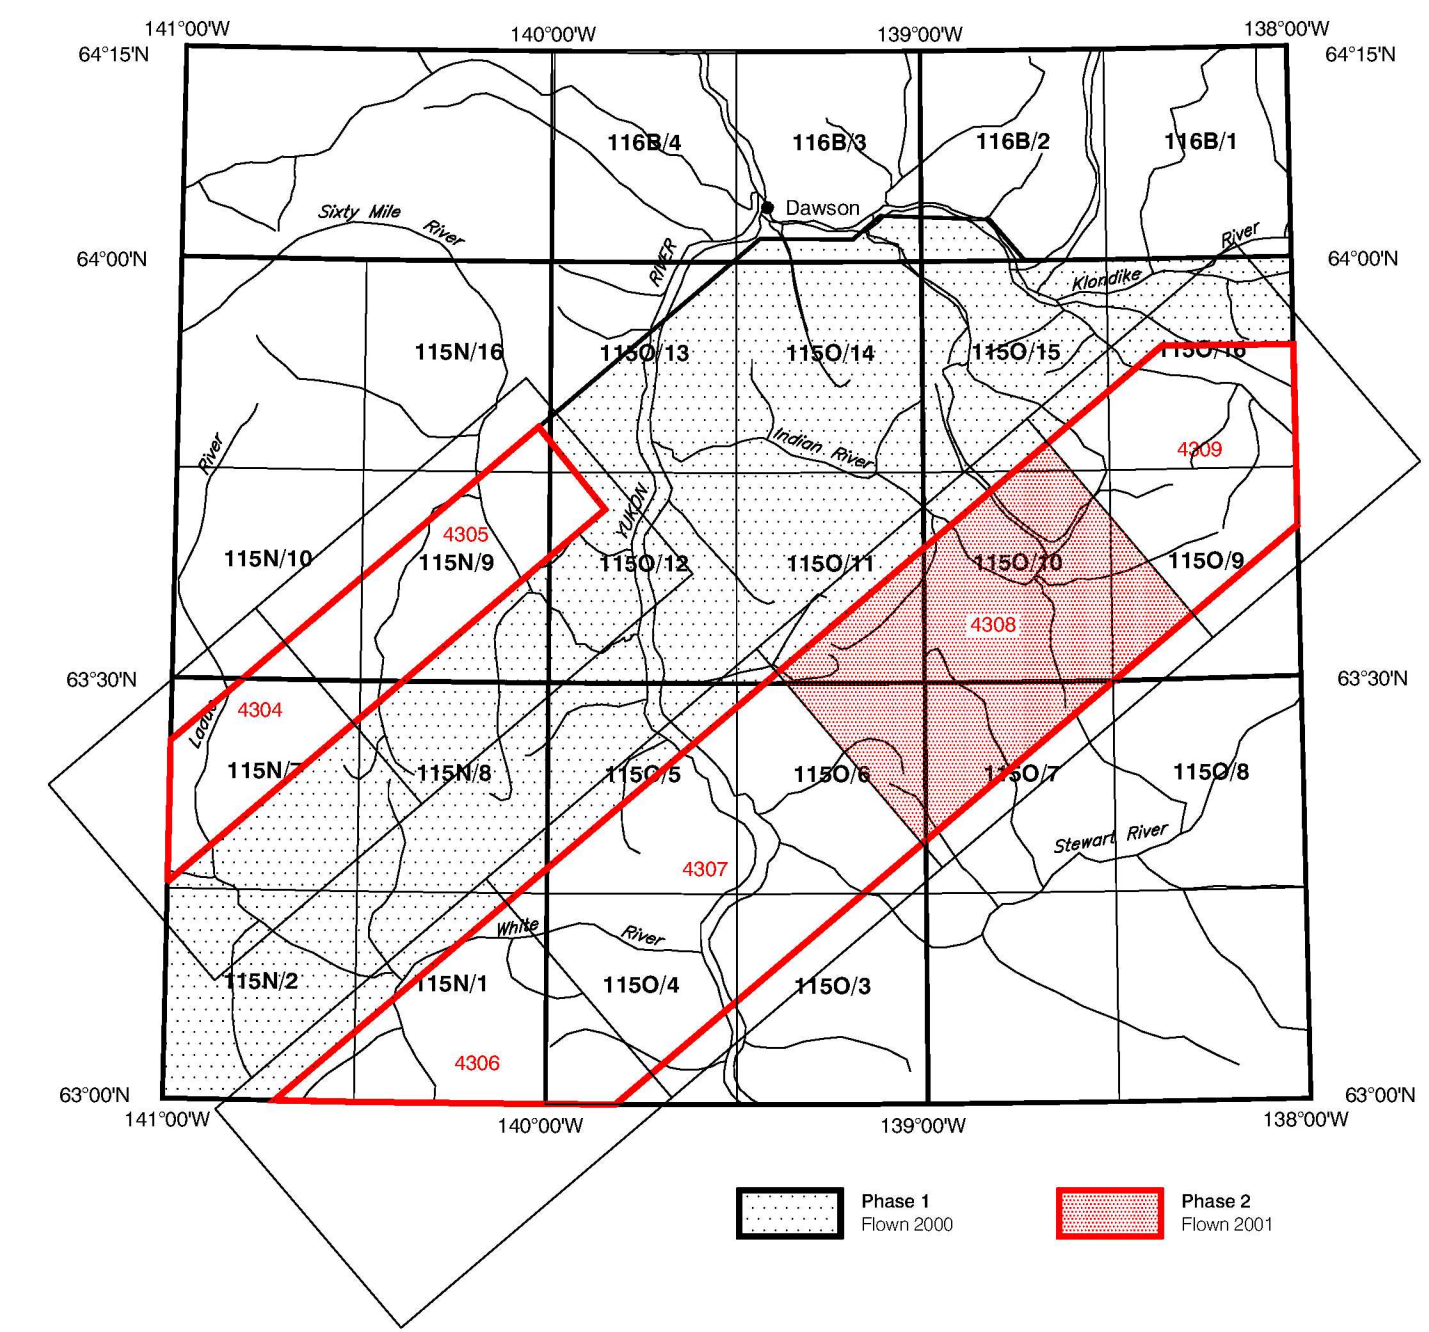 141°00'W
140°00'W
139°00'W
138°00'W
64°15'N
64°15'N
116B/4
116B/3
116B/2
116B/1
Dawson
Sixty Mile
River
RIVER
River
Klondike
64°00'N
64°00'N
115N/16
115O/13
115O/14
115O/15
115O/16
River
Indian River
4309
YUKON
4305
115N/10
115N/9
115O/12
115O/11
115O/10
115O/9
4308
63°30'N
63°30'N
Ladue
4304
115N/7
115N/8
115O/5
115O/6
115O/7
115O/8
Stewart River
4307
White
River
115N/2
115N/1
115O/4
115O/3
4306
63°00'N
63°00'N
141°00'W
140°00'W
139°00'W
138°00'W
Phase 1
Flown 2000
Phase 2
Flown 2001